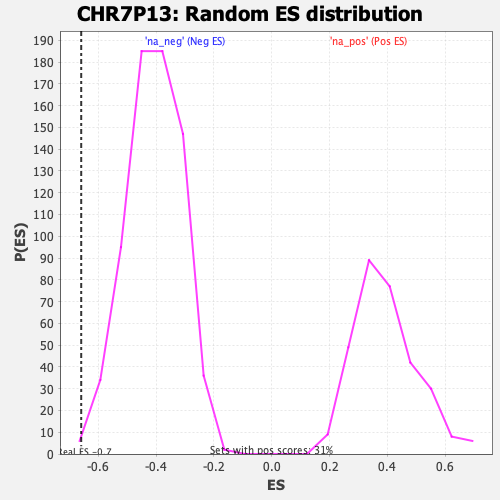 CHR7P13: Random ES distribution
'na_neg' (Neg ES) 'na_pos' (Pos ES)
190
180
170
160
150
140
130
120
110
100
90
80
70
60
50
40
30
20
10
0
P(ES)
Real ES -0.7
Sets with pos scores: 31%
-0.6 -0.4 -0.2 0.0 0.2 0.4 0.6
ES